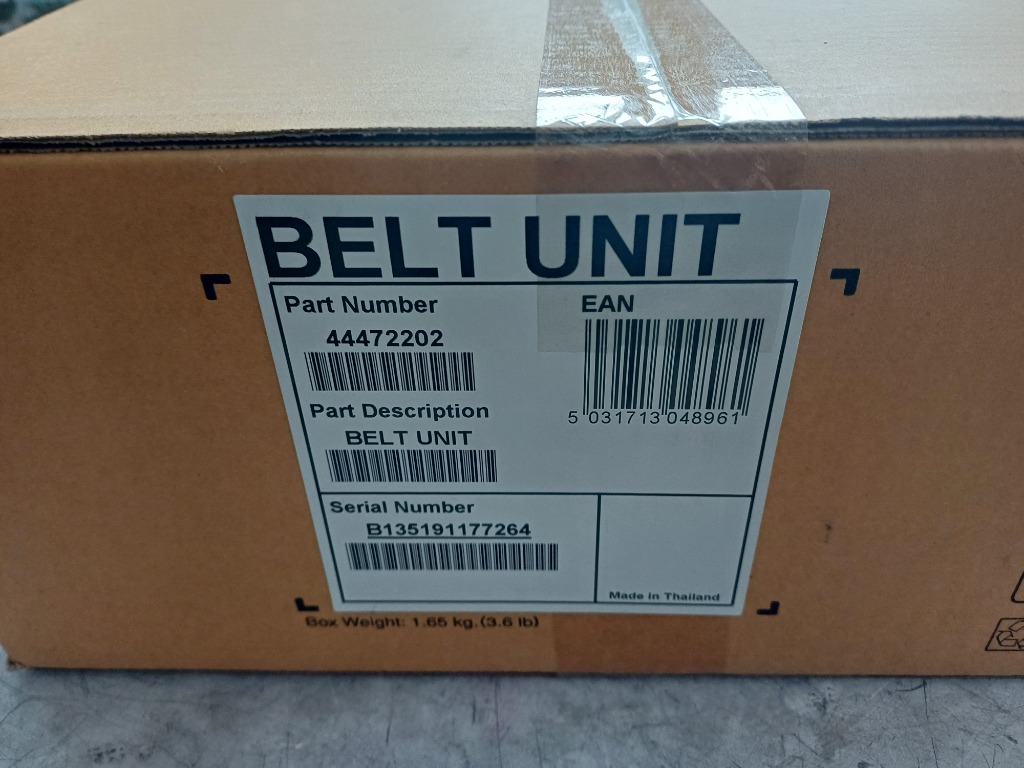 BELT UNIT
Part Number
44472202
EAN
5 031713 048961
Part Description
BELT UNIT
Serial Number
B135191177264
Made in Thailand
Box Weight: 1.65 kg.(3.6 lb)